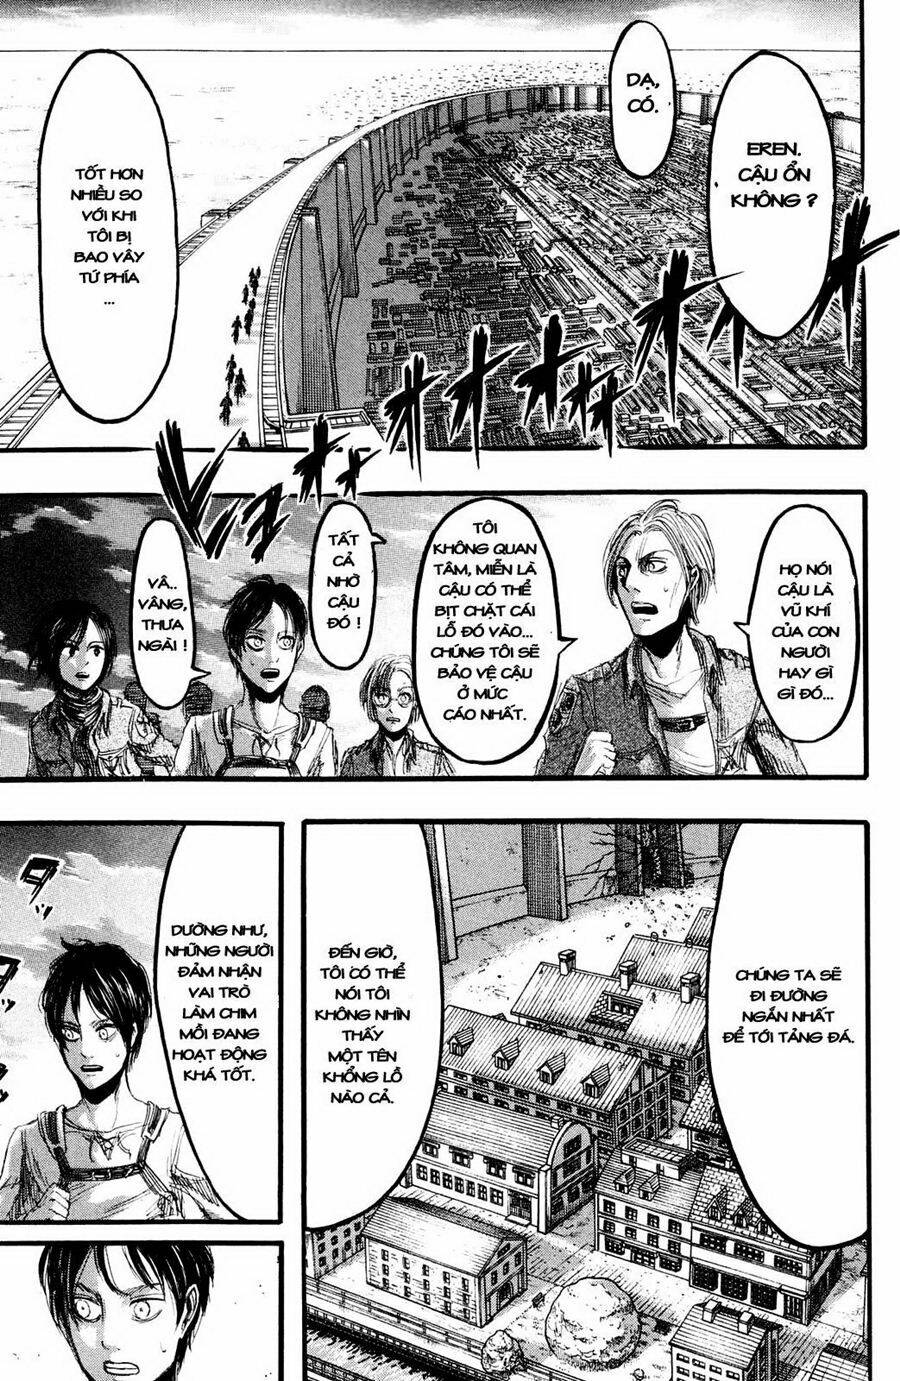 EREN.
CẬU ỔN
KHÔNG ?
DẠ,
CÓ.
TỐT HƠN
NHIỀU SO
VỚI KHI
TÔI BỊ
BAO VÂY
TỨ PHÍA
...
HỌ NÓI
CẬU LÀ
VŨ KHÍ
CỦA CON
NGƯỜI
HAY GÌ
GÌ ĐÓ...
TÔI
KHÔNG QUAN
TÂM, MIỄN LÀ
CẬU CÓ THỂ
BỊT CHẶT CÁI
LỖ ĐÓ VÀO...
CHÚNG TÔI SẼ
BẢO VỆ CẬU
Ở MỨC
CÁO NHẤT.
TẤT
CẢ
NHỜ
CẬU
ĐÓ !
VÂ..
VÂNG,
THƯA
NGÀI !
CHÚNG TA SẼ
ĐI ĐƯỜNG
NGẮN NHẤT
ĐỂ TỚI TẢNG ĐÁ.
ĐẾN GIỜ,
TÔI CÓ THỂ
NÓI TÔI
KHÔNG NHÌN
THẤY
MỘT TÊN
KHỔNG LỒ
NÀO CẢ.
DƯỜNG NHƯ,
NHỮNG NGƯỜI
ĐẢM NHẬN
VAI TRÒ
LÀM CHIM
MỒI ĐANG
HOẠT ĐỘNG
KHÁ TỐT.